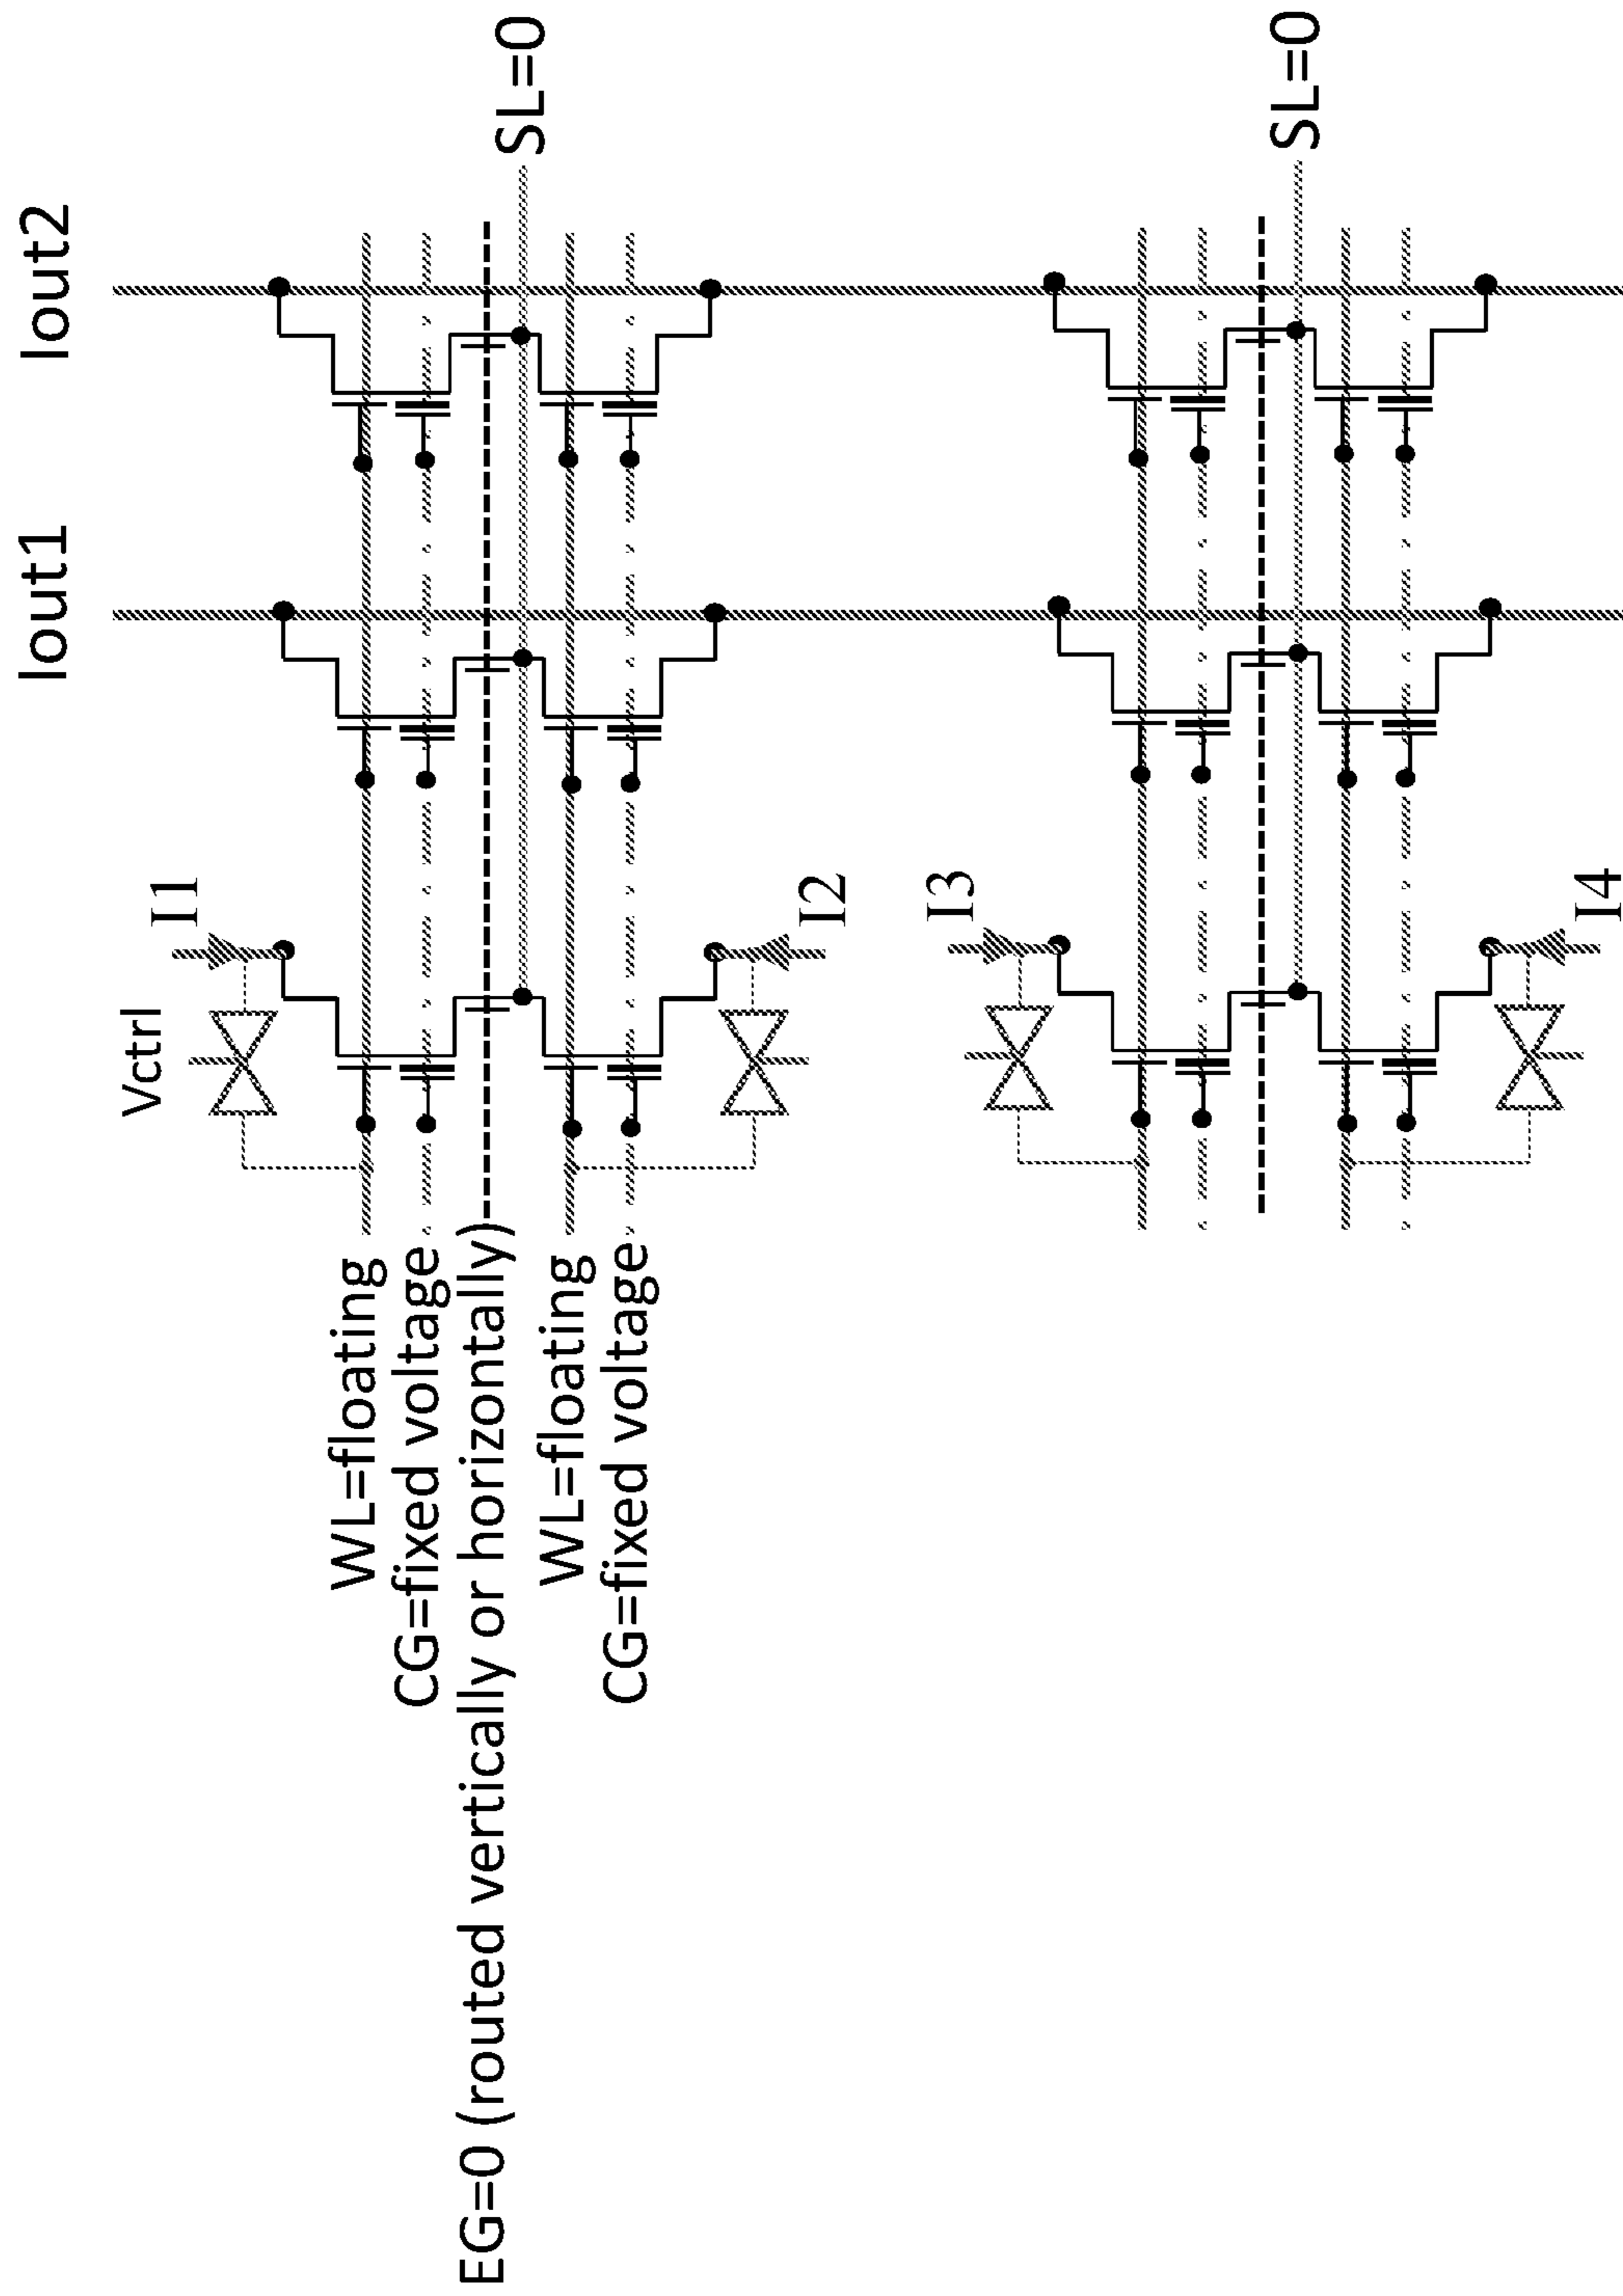 Iout1
Iout2
Vctrl
I1
WL=floating
CG=fixed voltage
EG=0 (routed vertically or horizontally)
SL=0
WL=floating
CG=fixed voltage
I2
I3
SL=0
I4